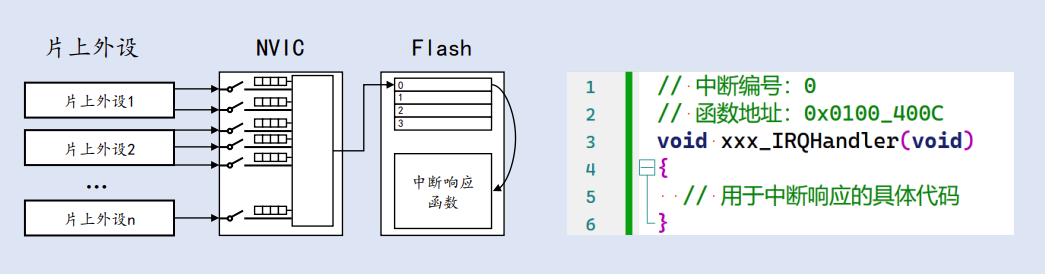 片上外设
NVIC
Flash
片上外设1
片上外设2
...
片上外设n
0
1
2
3
中断响应
函数
1 // 中断编号：0
2 // 函数地址：0x0100_400C
3 void xxx_IRQHandler(void)
4 {
5 // 用于中断响应的具体代码
6 }